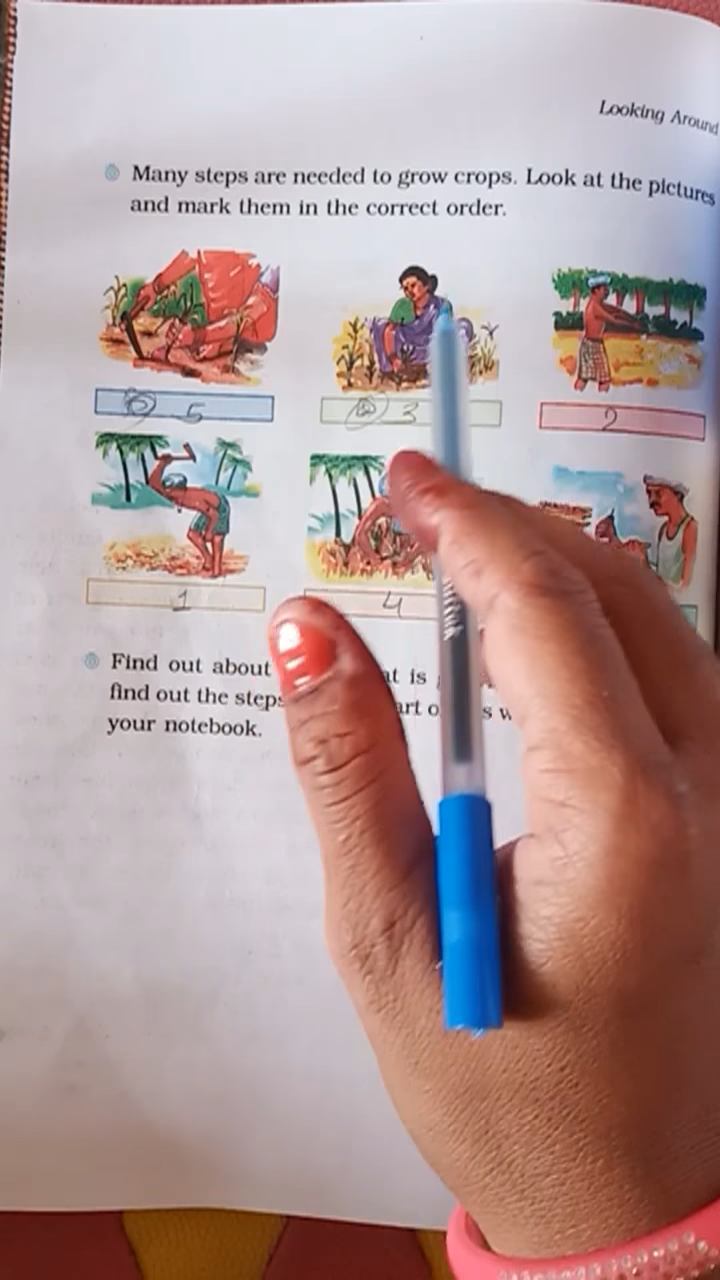 Looking Around
Many steps are needed to grow crops. Look at the pictures
and mark them in the correct order.
5 3 2
1 4
Find out about at is
find out the steps art o s w
your notebook.